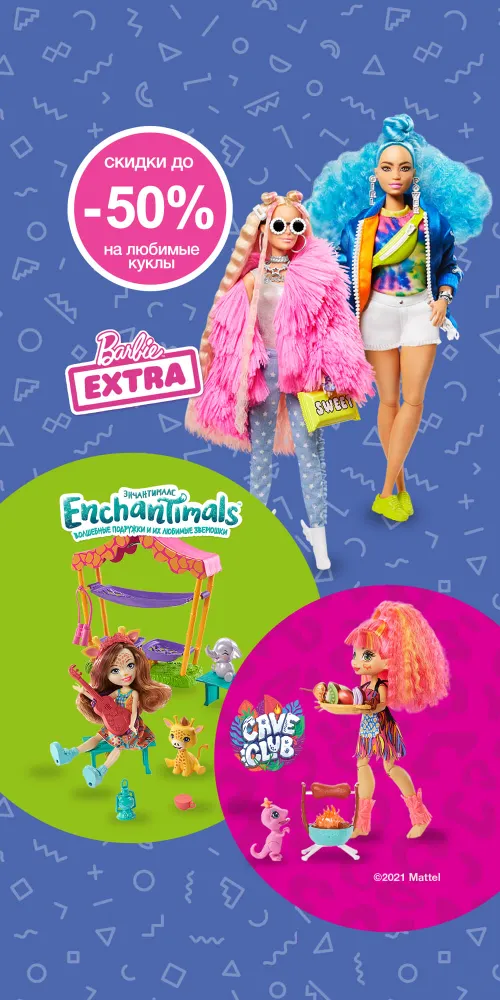 скидки до
-50%
на любимые
куклы
Barbie
EXTRA
SWEET
ЭНЧАНТИМАЛС
Enchantimals
ВОЛШЕБНЫЕ ПОДРУЖКИ И ИХ ЛЮБИМЫЕ ЗВЕРЮШКИ
CAVE
CLUB
©2021 Mattel